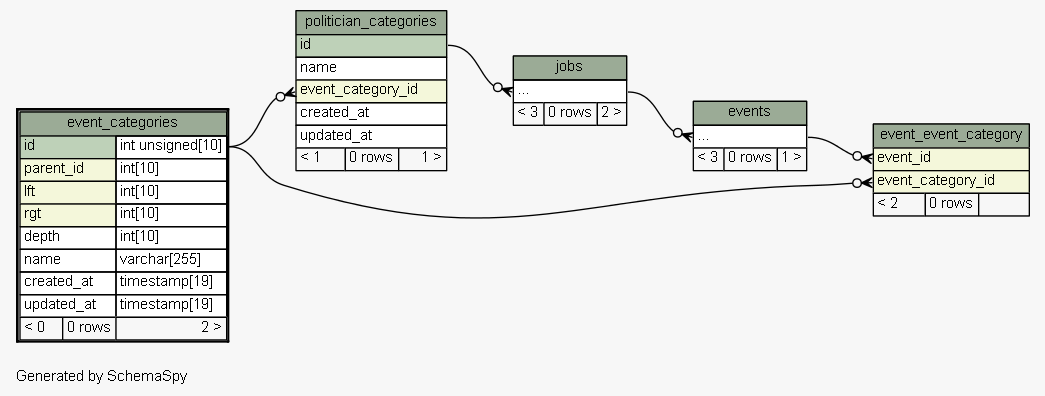 politician_categories
id
name
event_category_id
created_at
updated_at
< 1 0 rows 1 >
jobs
...
< 3 0 rows 2 >
events
...
< 3 0 rows 1 >
event_event_category
event_id
event_category_id
< 2 0 rows
event_categories
id int unsigned[10]
parent_id int[10]
lft int[10]
rgt int[10]
depth int[10]
name varchar[255]
created_at timestamp[19]
updated_at timestamp[19]
< 0 0 rows 2 >
Generated by SchemaSpy